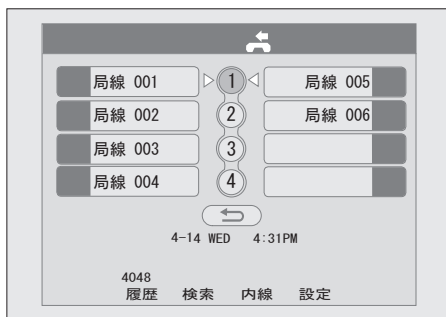 局線 001 1 局線 005
局線 002 2 局線 006
局線 003 3
局線 004 4
4-14 WED 4:31PM
4048
履歴 検索 内線 設定